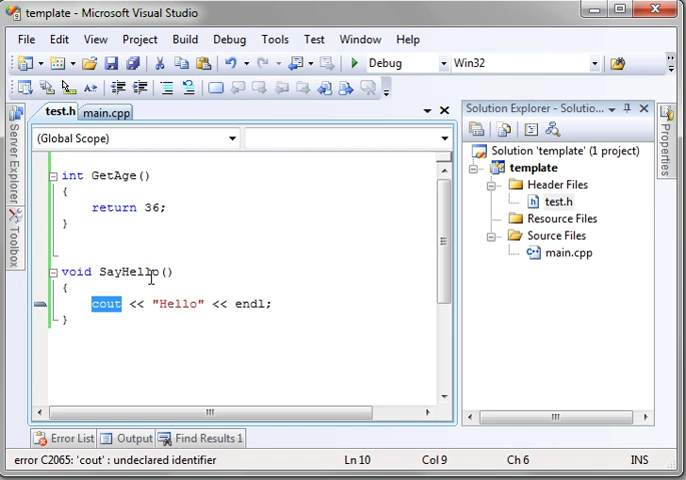 template - Microsoft Visual Studio
File Edit View Project Build Debug Tools Test Window Help
Debug Win32
test.h main.cpp
(Global Scope)
int GetAge()
{
return 36;
}
void SayHello()
{
cout << "Hello" << endl;
}
Server Explorer
Toolbox
Solution Explorer - Solutio...
Solution 'template' (1 project)
template
Header Files
test.h
Resource Files
Source Files
main.cpp
Properties
Error List Output Find Results 1
error C2065: 'cout' : undeclared identifier Ln 10 Col 9 Ch 6 INS